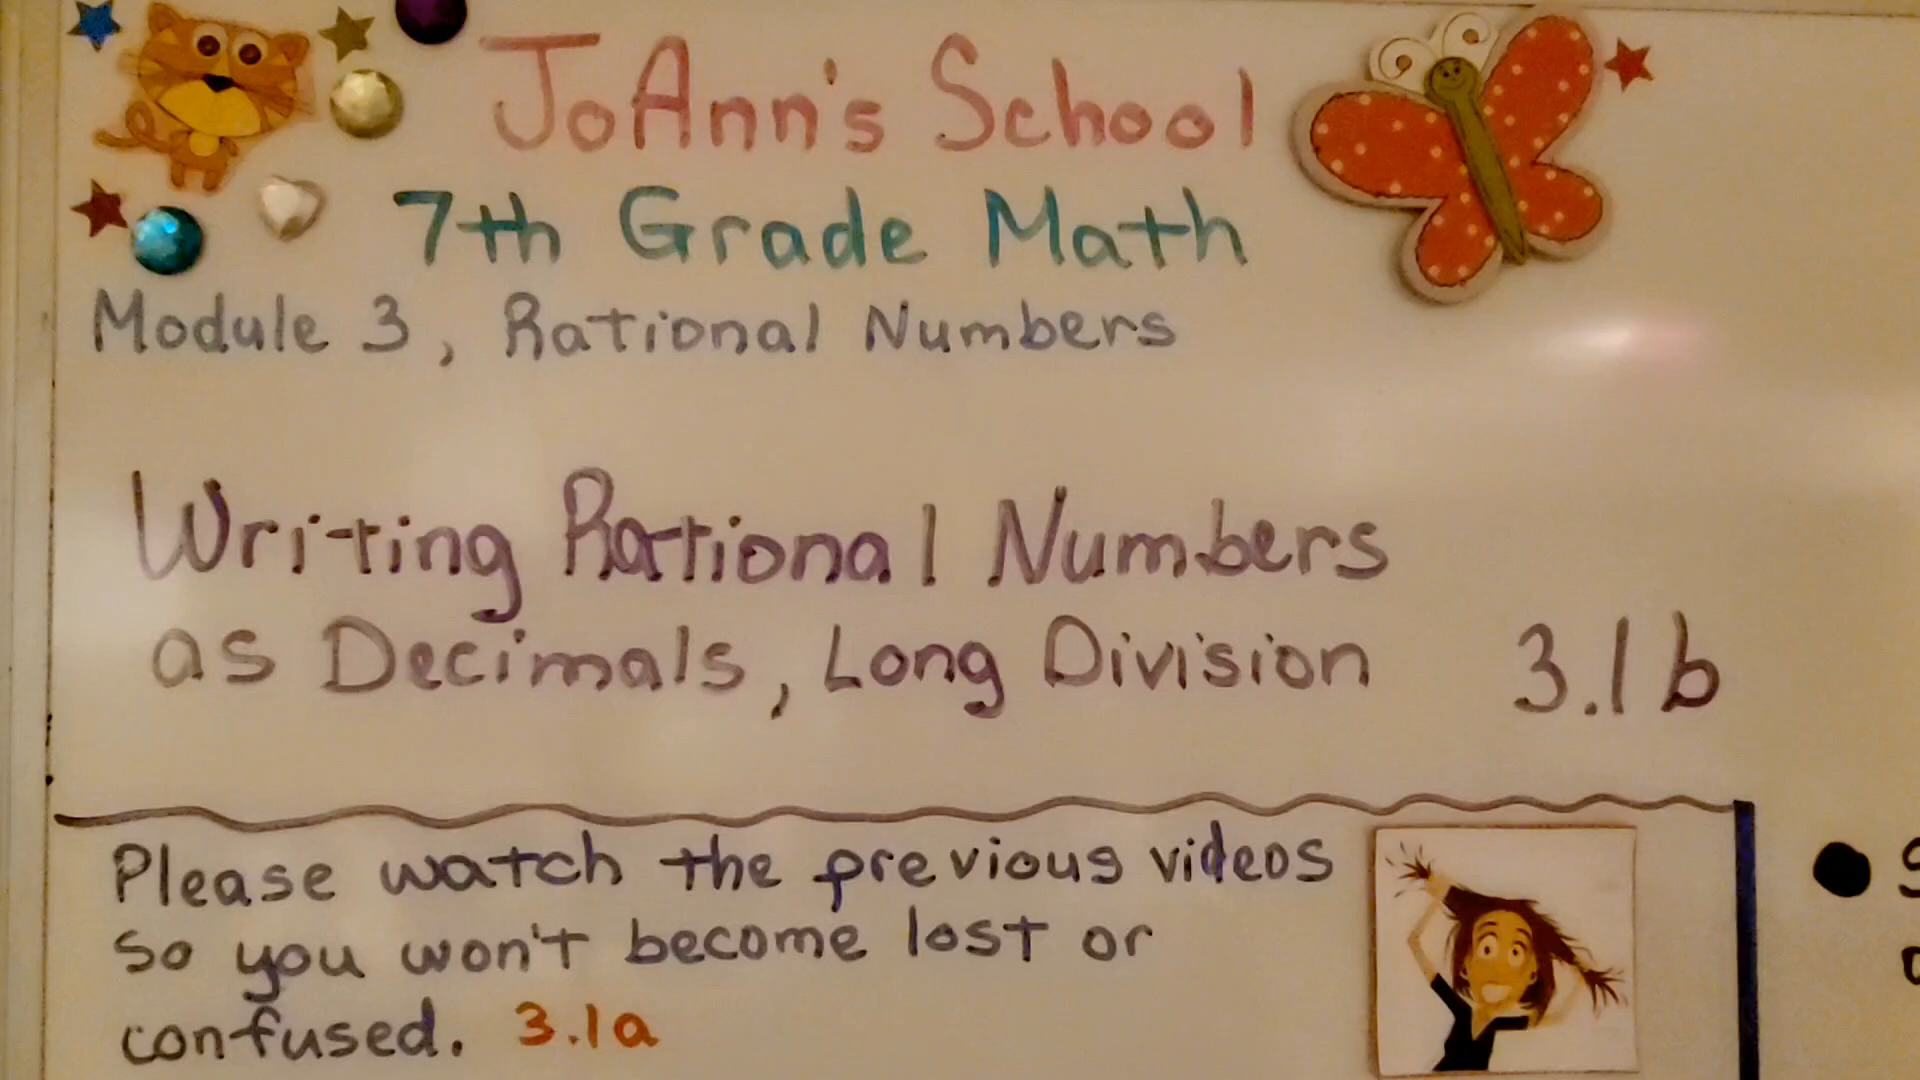 JoAnn's School
7th Grade Math
Module 3, Rational Numbers
Writing Rational Numbers
as Decimals, Long Division 3.1b
Please watch the previous videos
so you won't become lost or
confused. 3.1a